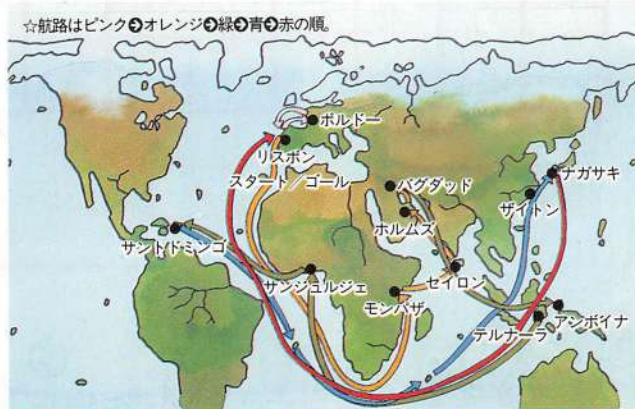 ☆航路はピンク➔オレンジ➔緑➔青➔赤の順。
ボルドー
リスボン
スタート/ゴール
バグダッド
ナガサキ
ザイトン
ホルムズ
サントドミンゴ
サンジュルジェ
セイロン
モンバザ
アンボイナ
テルナーラ